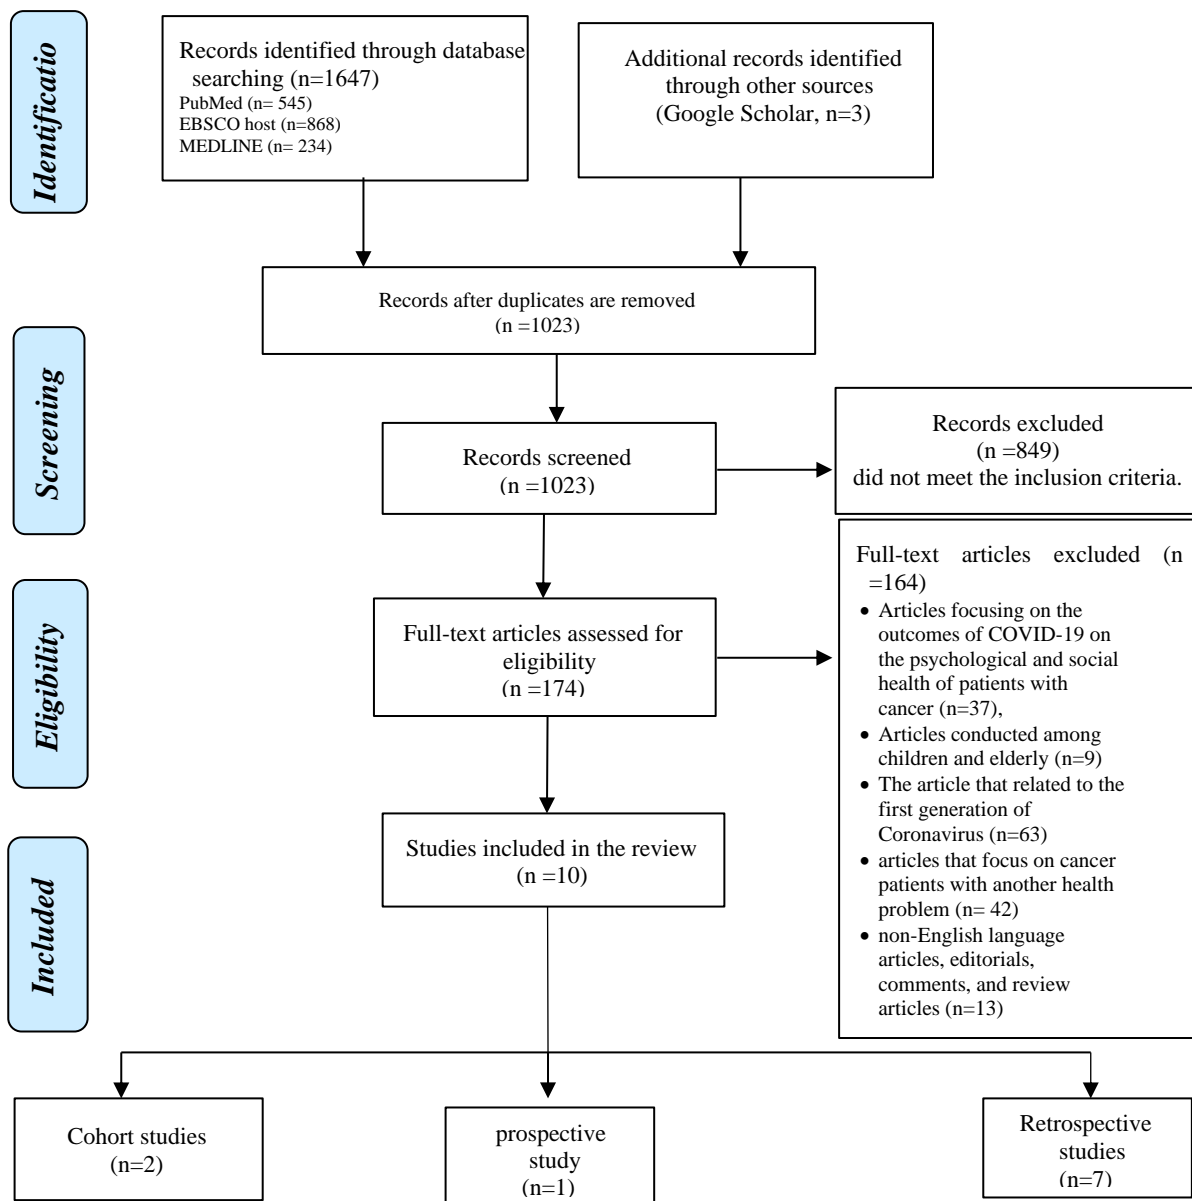 Identificatio
Records identified through database
searching (n=1647)
PubMed (n= 545)
EBSCO host (n=868)
MEDLINE (n= 234)
Additional records identified
through other sources
(Google Scholar, n=3)
Records after duplicates are removed
(n =1023)
Screening
Records screened
(n =1023)
Records excluded
(n =849)
did not meet the inclusion criteria.
Eligibility
Full-text articles assessed for
eligibility
(n =174)
Full-text articles excluded (n
=164)
• Articles focusing on the
outcomes of COVID-19 on
the psychological and social
health of patients with
cancer (n=37),
• Articles conducted among
children and elderly (n=9)
• The article that related to the
first generation of
Coronavirus (n=63)
• articles that focus on cancer
patients with another health
problem (n= 42)
• non-English language
articles, editorials,
comments, and review
articles (n=13)
Included
Studies included in the review
(n =10)
Cohort studies
(n=2)
prospective
study
(n=1)
Retrospective
studies
(n=7)